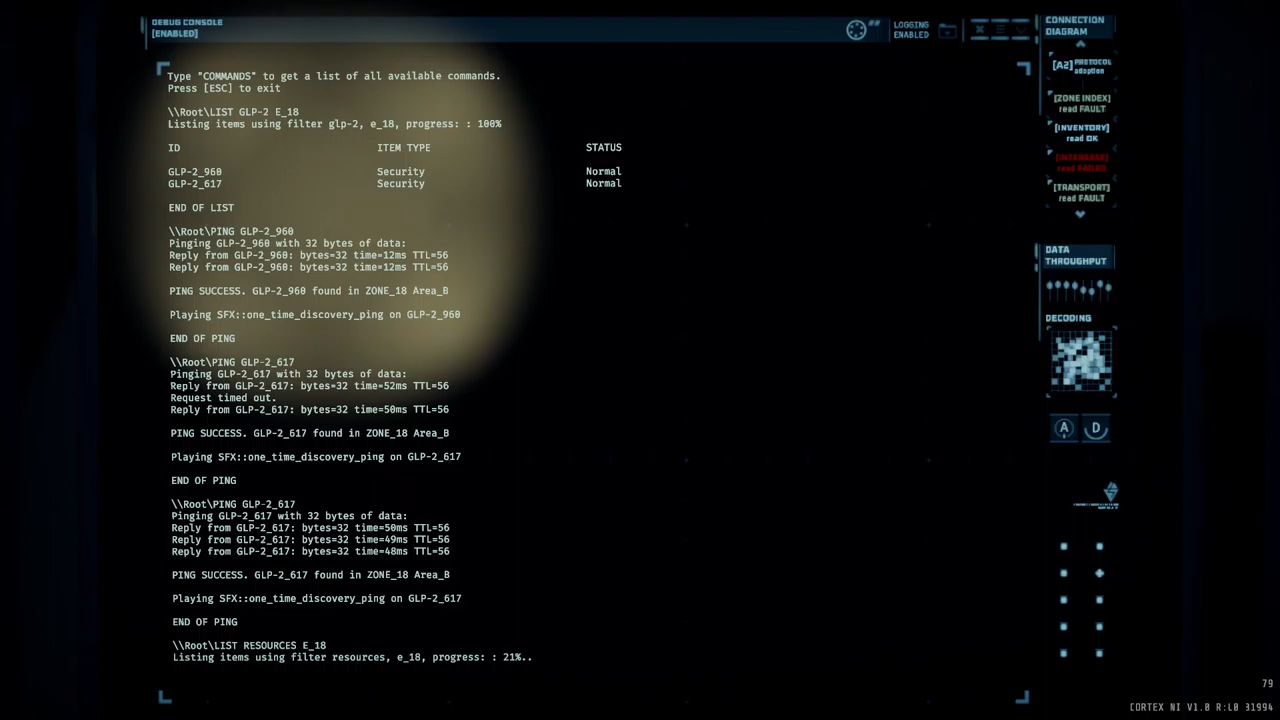 DEBUG CONSOLE
[ENABLED]
LOGGING
ENABLED
Type "COMMANDS" to get a list of all available commands.
Press [ESC] to exit
\\Root\LIST GLP-2 E_18
Listing items using filter glp-2, e_18, progress: : 100%
ID ITEM TYPE STATUS
GLP-2_960 Security Normal
GLP-2_617 Security Normal
END OF LIST
\\Root\PING GLP-2_960
Pinging GLP-2_960 with 32 bytes of data:
Reply from GLP-2_960: bytes=32 time=12ms TTL=56
Reply from GLP-2_960: bytes=32 time=12ms TTL=56
PING SUCCESS. GLP-2_960 found in ZONE_18 Area_B
Playing SFX::one_time_discovery_ping on GLP-2_960
END OF PING
\\Root\PING GLP-2_617
Pinging GLP-2_617 with 32 bytes of data:
Reply from GLP-2_617: bytes=32 time=52ms TTL=56
Request timed out.
Reply from GLP-2_617: bytes=32 time=50ms TTL=56
PING SUCCESS. GLP-2_617 found in ZONE_18 Area_B
Playing SFX::one_time_discovery_ping on GLP-2_617
END OF PING
\\Root\PING GLP-2_617
Pinging GLP-2_617 with 32 bytes of data:
Reply from GLP-2_617: bytes=32 time=50ms TTL=56
Reply from GLP-2_617: bytes=32 time=49ms TTL=56
Reply from GLP-2_617: bytes=32 time=48ms TTL=56
PING SUCCESS. GLP-2_617 found in ZONE_18 Area_B
Playing SFX::one_time_discovery_ping on GLP-2_617
END OF PING
\\Root\LIST RESOURCES E_18
Listing items using filter resources, e_18, progress: : 21%..
CONNECTION
DIAGRAM
[A2] PROTOCOL
adoption
[ZONE INDEX]
read FAULT
[INVENTORY]
read OK
read FAILED
[TRANSPORT]
read FAULT
DATA
THROUGHPUT
DECODING
A D
79
CORTEX NI V1.0 R:L0 31994